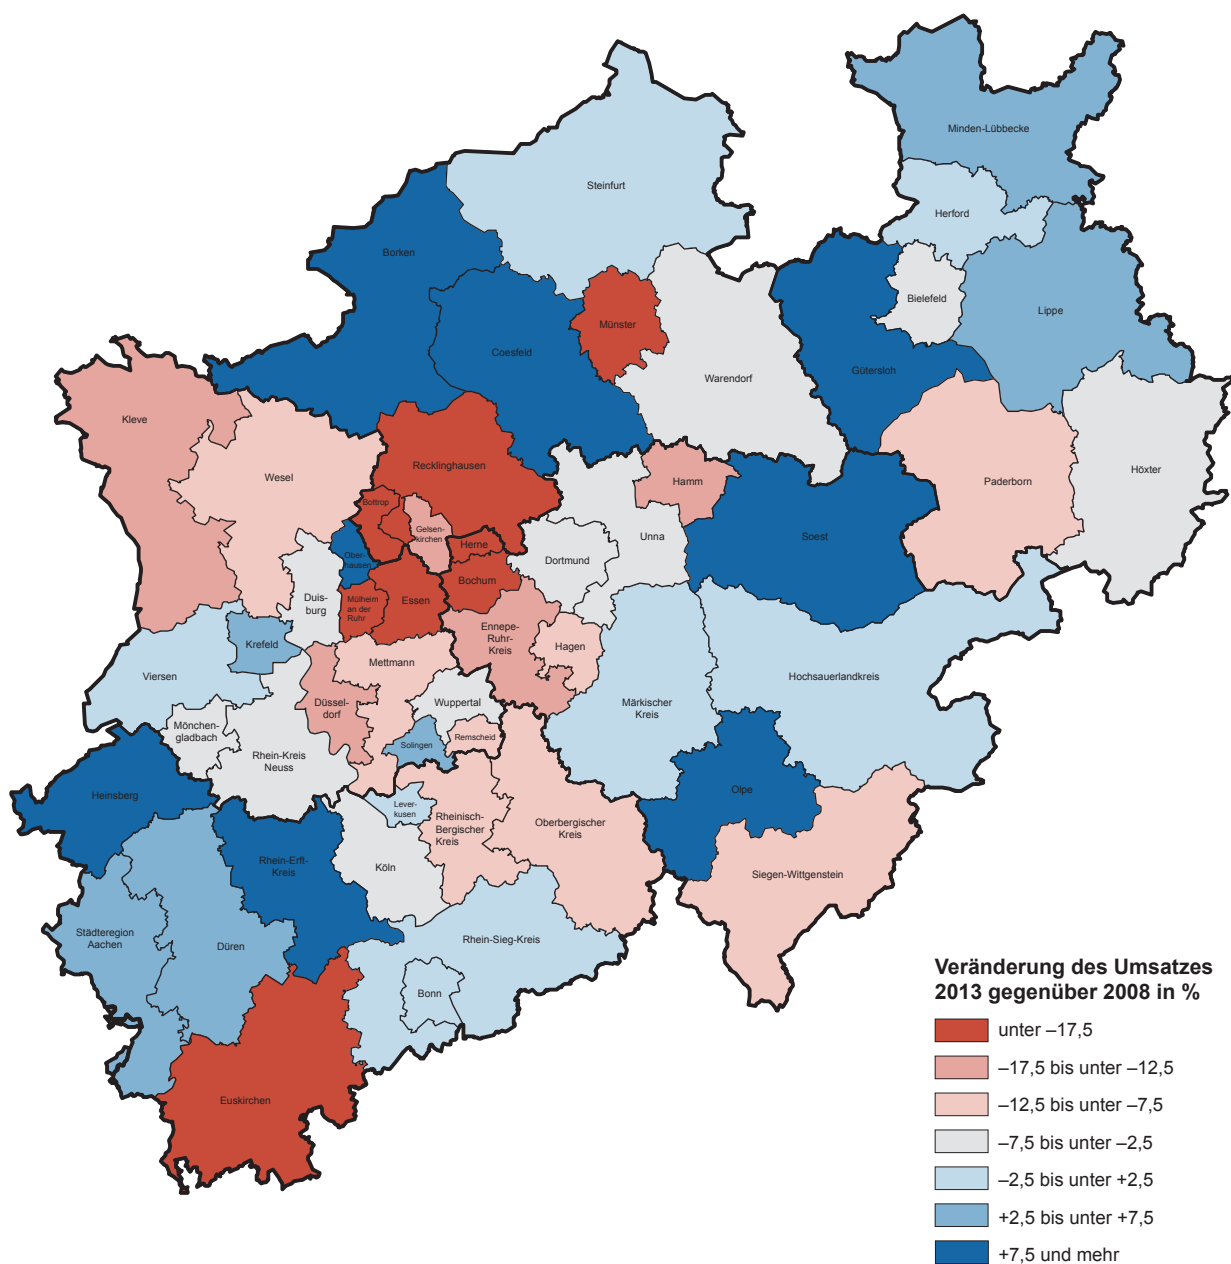 Minden-Lübbecke
Steinfurt
Herford
Borken
Bielefeld
Lippe
Münster
Coesfeld
Gütersloh
Warendorf
Kleve
Recklinghausen
Wesel
Hamm
Höxter
Paderborn
Bottrop
Gelsen-
kirchen
Unna
Soest
Herne
Ober-
hausen
Dortmund
Bochum
Duis-
burg
Mülheim
an der
Ruhr
Essen
Ennepe-
Ruhr-
Kreis
Hagen
Krefeld
Mettmann
Viersen
Hochsauerlandkreis
Düssel-
dorf
Wuppertal
Märkischer
Kreis
Mönchen-
gladbach
Solingen
Remscheid
Rhein-Kreis
Neuss
Heinsberg
Olpe
Lever-
kusen
Rheinisch-
Bergischer
Kreis
Oberbergischer
Kreis
Rhein-Erft-
Kreis
Köln
Siegen-Wittgenstein
Städteregion
Aachen
Düren
Rhein-Sieg-Kreis
Bonn
Euskirchen
Veränderung des Umsatzes
2013 gegenüber 2008 in %
unter –17,5
–17,5 bis unter –12,5
–12,5 bis unter –7,5
–7,5 bis unter –2,5
–2,5 bis unter +2,5
+2,5 bis unter +7,5
+7,5 und mehr